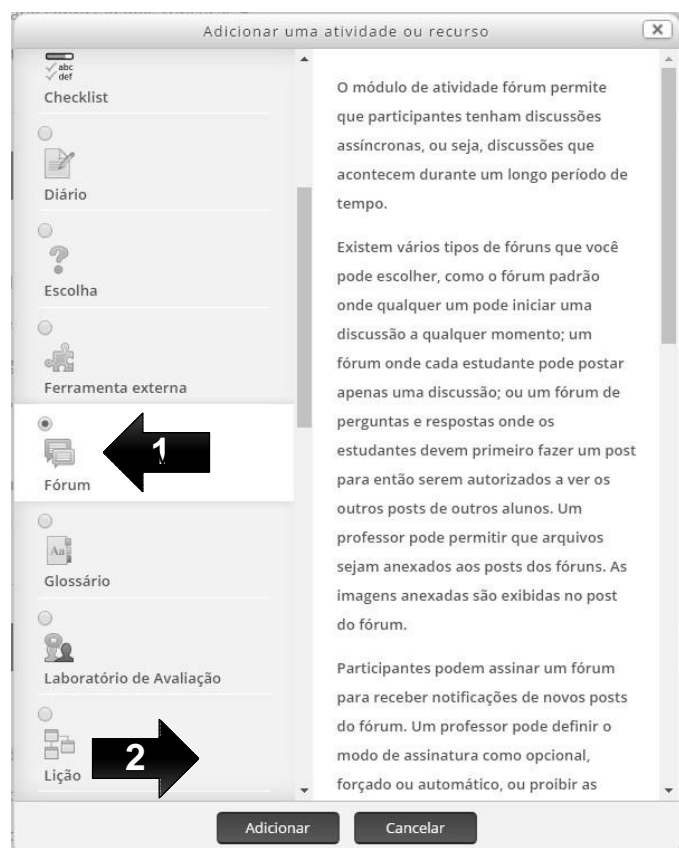 Adicionar uma atividade ou recurso
abc
def
Checklist
Diário
Escolha
Ferramenta externa
1
Fórum
Aa
Glossário
Laboratório de Avaliação
2
Lição
O módulo de atividade fórum permite
que participantes tenham discussões
assíncronas, ou seja, discussões que
acontecem durante um longo período de
tempo.
Existem vários tipos de fóruns que você
pode escolher, como o fórum padrão
onde qualquer um pode iniciar uma
discussão a qualquer momento; um
fórum onde cada estudante pode postar
apenas uma discussão; ou um fórum de
perguntas e respostas onde os
estudantes devem primeiro fazer um post
para então serem autorizados a ver os
outros posts de outros alunos. Um
professor pode permitir que arquivos
sejam anexados aos posts dos fóruns. As
imagens anexadas são exibidas no post
do fórum.
Participantes podem assinar um fórum
para receber notificações de novos posts
do fórum. Um professor pode definir o
modo de assinatura como opcional,
forçado ou automático, ou proibir as
Adicionar
Cancelar